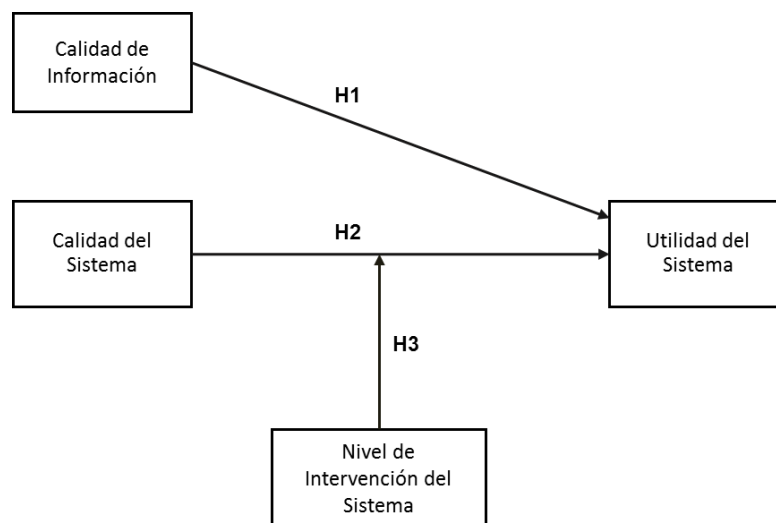 Calidad de
Información
H1
Calidad del
Sistema
H2
Utilidad del
Sistema
H3
Nivel de
Intervención del
Sistema